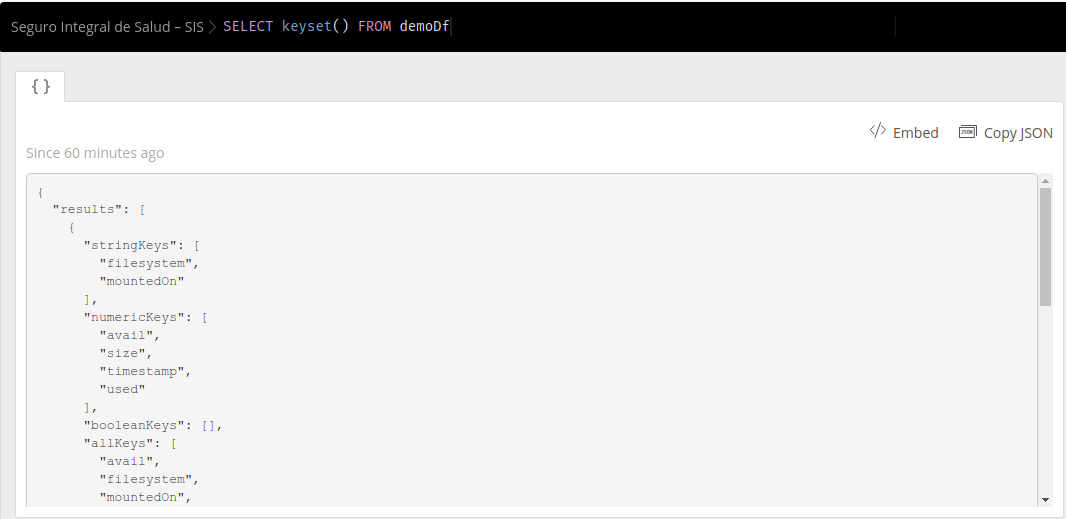 Seguro Integral de Salud – SIS > SELECT keyset() FROM demoDf
{ }
</> Embed JSON Copy JSON
Since 60 minutes ago
{
"results": [
{
"stringKeys": [
"filesystem",
"mountedOn"
],
"numericKeys": [
"avail",
"size",
"timestamp",
"used"
],
"booleanKeys": [],
"allKeys": [
"avail",
"filesystem",
"mountedOn",